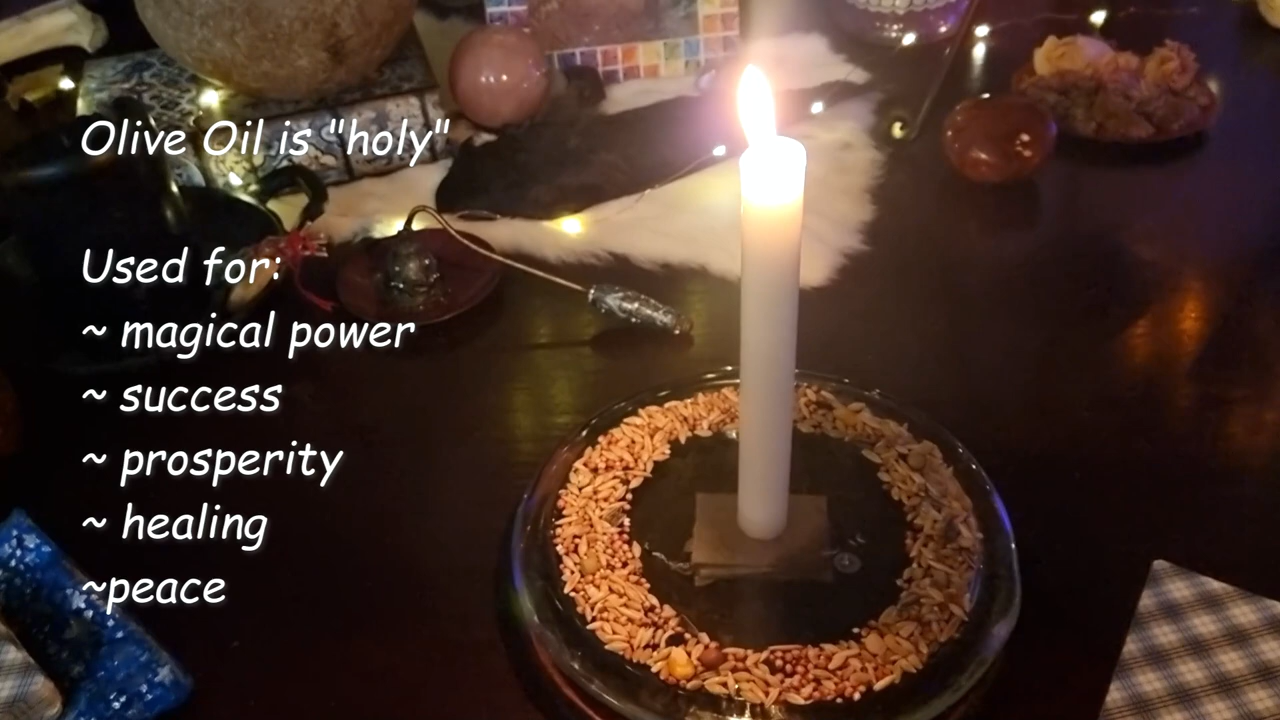 Olive Oil is "holy"
Used for:
~ magical power
~ success
~ prosperity
~ healing
~peace